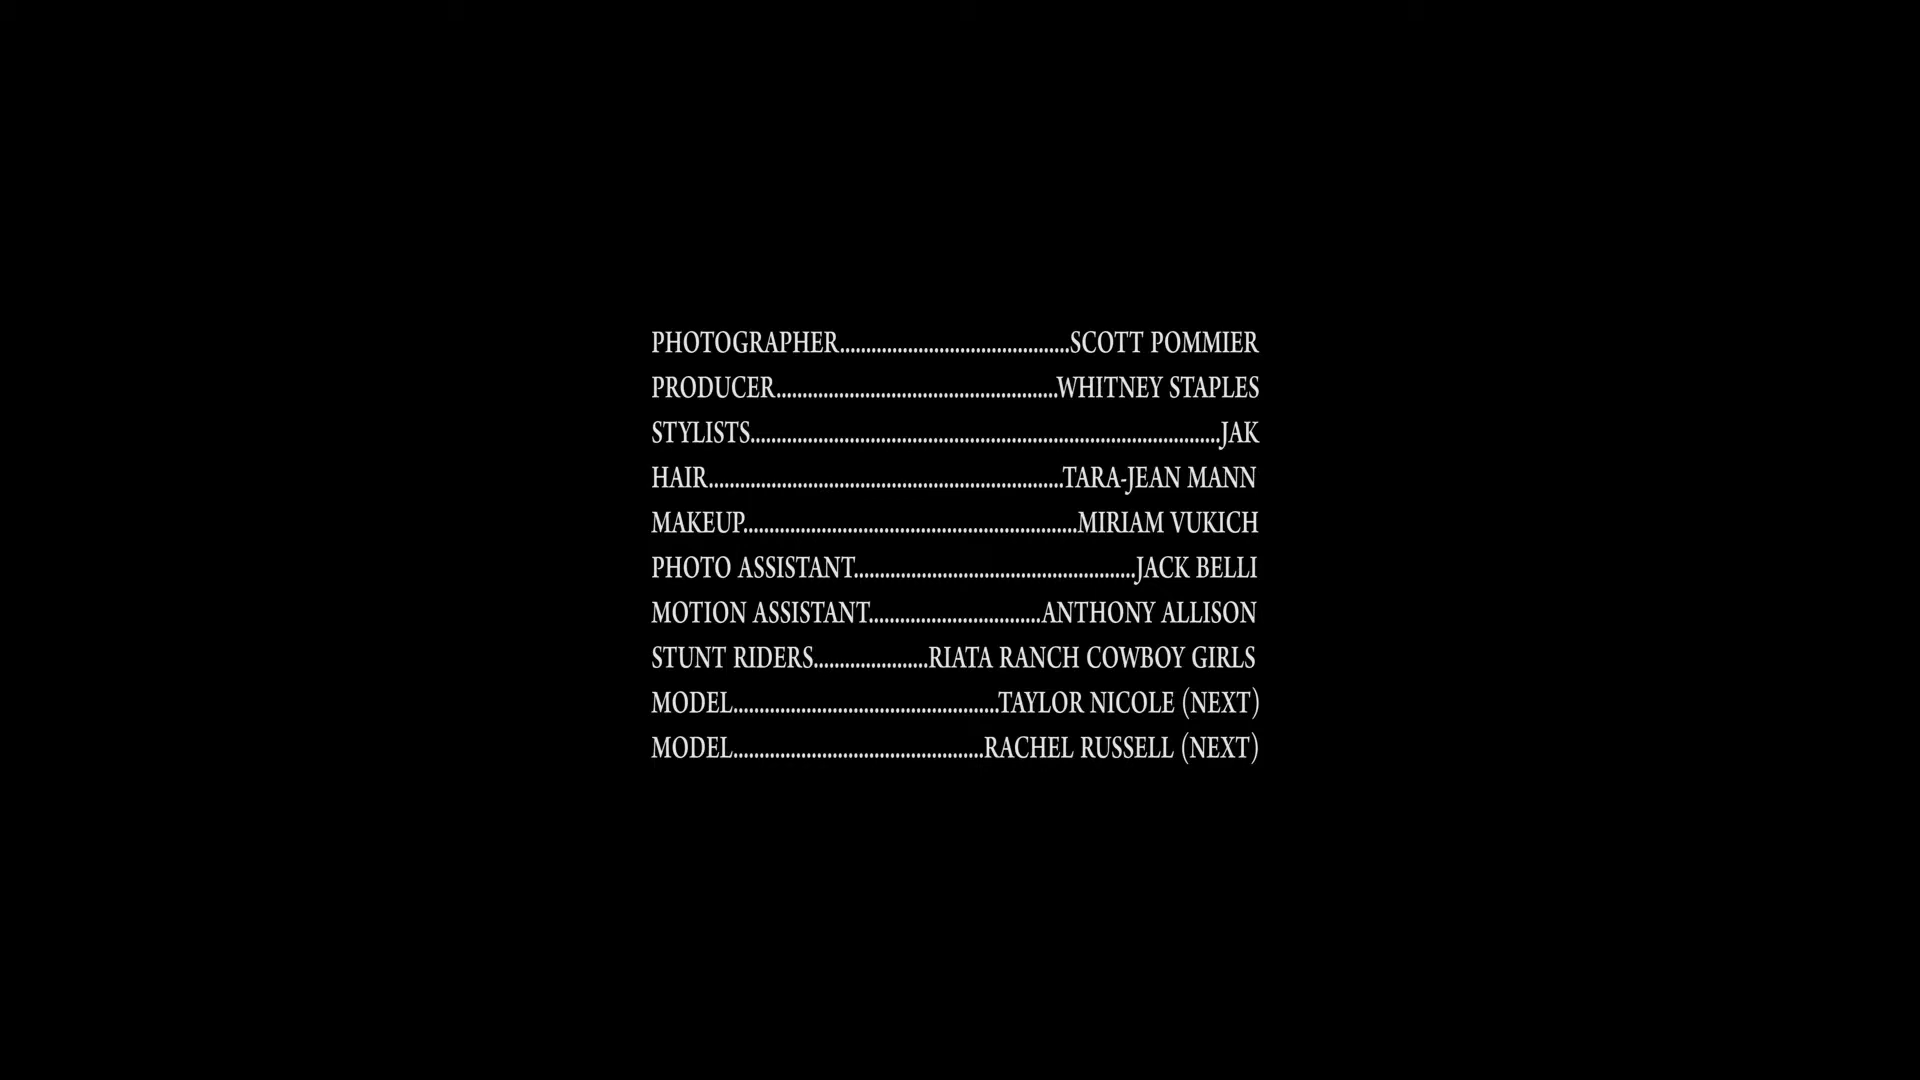 PHOTOGRAPHER............................................SCOTT POMMIER
PRODUCER......................................................WHITNEY STAPLES
STYLISTS..........................................................................................JAK
HAIR....................................................................TARA-JEAN MANN
MAKEUP................................................................MIRIAM VUKICH
PHOTO ASSISTANT......................................................JACK BELLI
MOTION ASSISTANT.................................ANTHONY ALLISON
STUNT RIDERS......................RIATA RANCH COWBOY GIRLS
MODEL...................................................TAYLOR NICOLE (NEXT)
MODEL................................................RACHEL RUSSELL (NEXT)